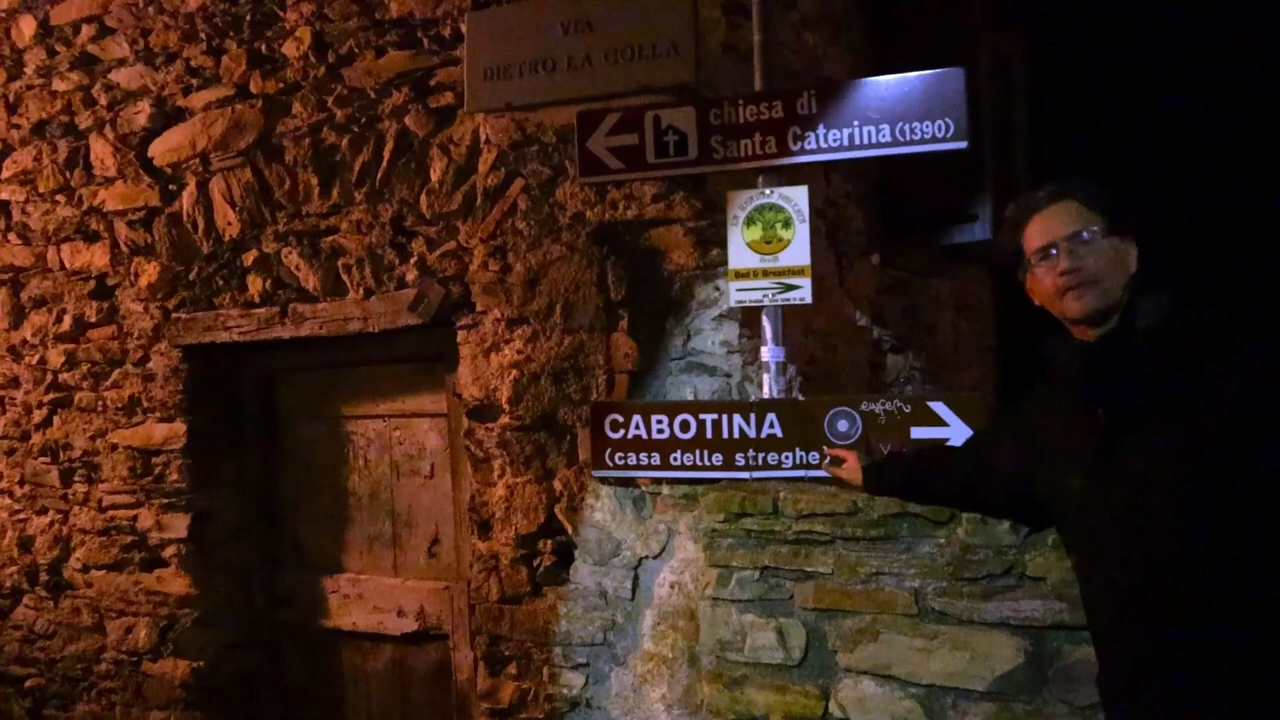 VIA
DIETRO LA COLLA
chiesa di
Santa Caterina (1390)
Bed & Breakfast
CABOTINA
(casa delle streghe)